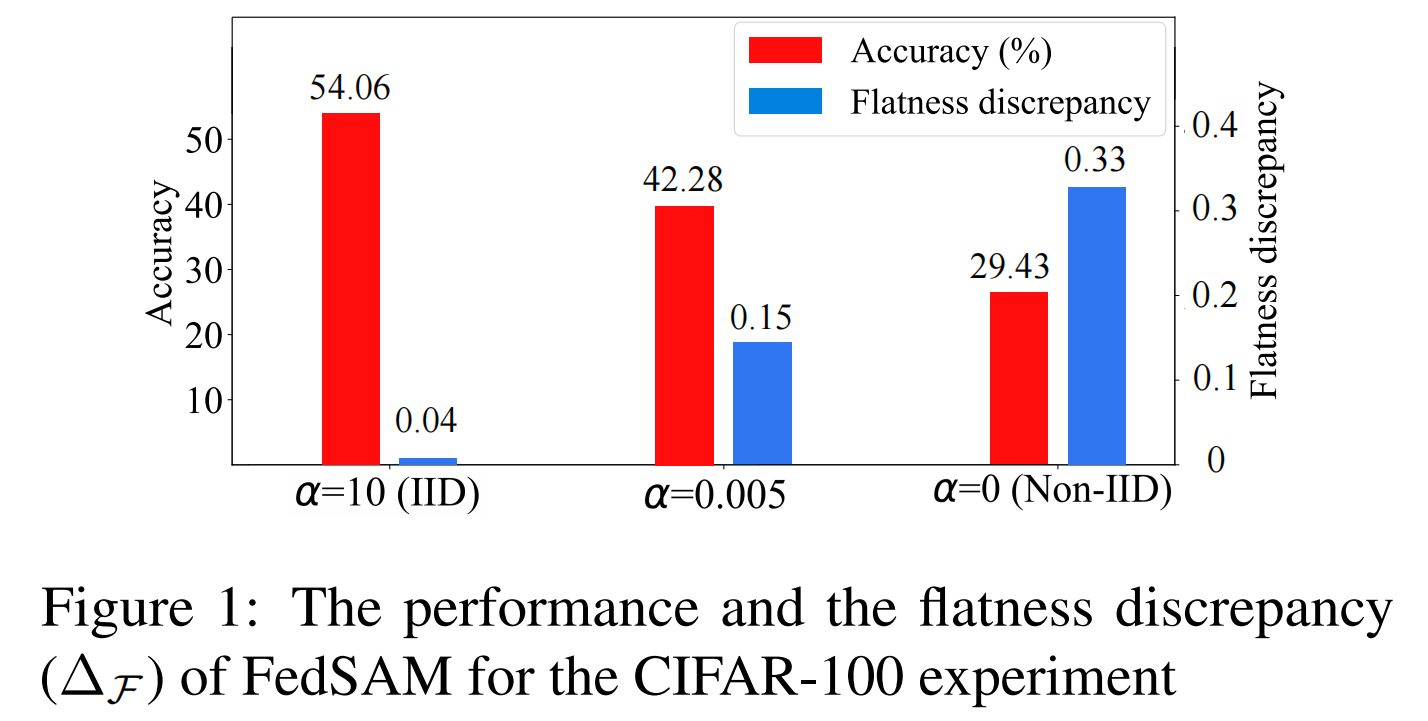 Accuracy (%)
Flatness discrepancy
54.06
0.04
42.28
0.15
29.43
0.33
50
40
30
20
10
Accuracy
0.4
0.3
0.2
0.1
0
Flatness discrepancy
α=10 (IID)
α=0.005
α=0 (Non-IID)
Figure 1: The performance and the flatness discrepancy
(Δ_ℱ) of FedSAM for the CIFAR-100 experiment